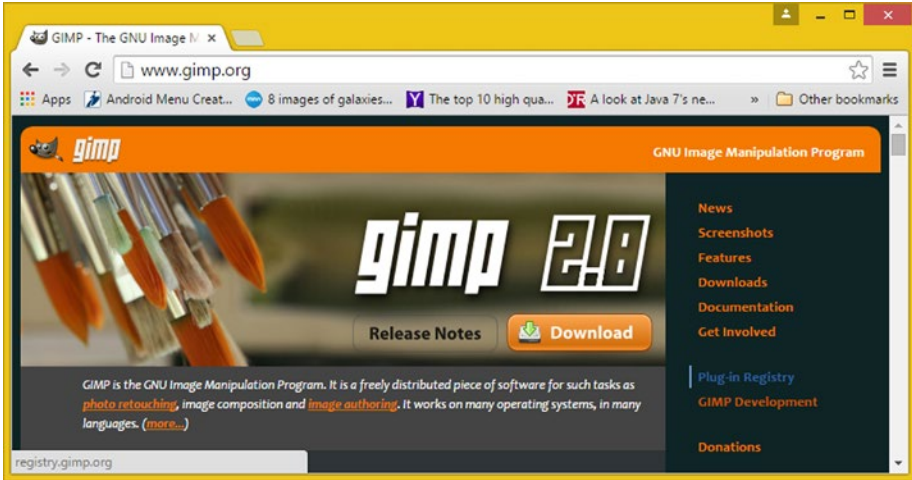 GIMP - The GNU Image M
www.gimp.org
Apps Android Menu Creat... 8 images of galaxies... The top 10 high qua... A look at Java 7's ne... » Other bookmarks
gimp
GNU Image Manipulation Program
gimp 2.8
Release Notes
Download
GIMP is the GNU Image Manipulation Program. It is a freely distributed piece of software for such tasks as
photo retouching, image composition and image authoring. It works on many operating systems, in many
languages. (more...)
News
Screenshots
Features
Downloads
Documentation
Get Involved
Plug-in Registry
GIMP Development
Donations
registry.gimp.org